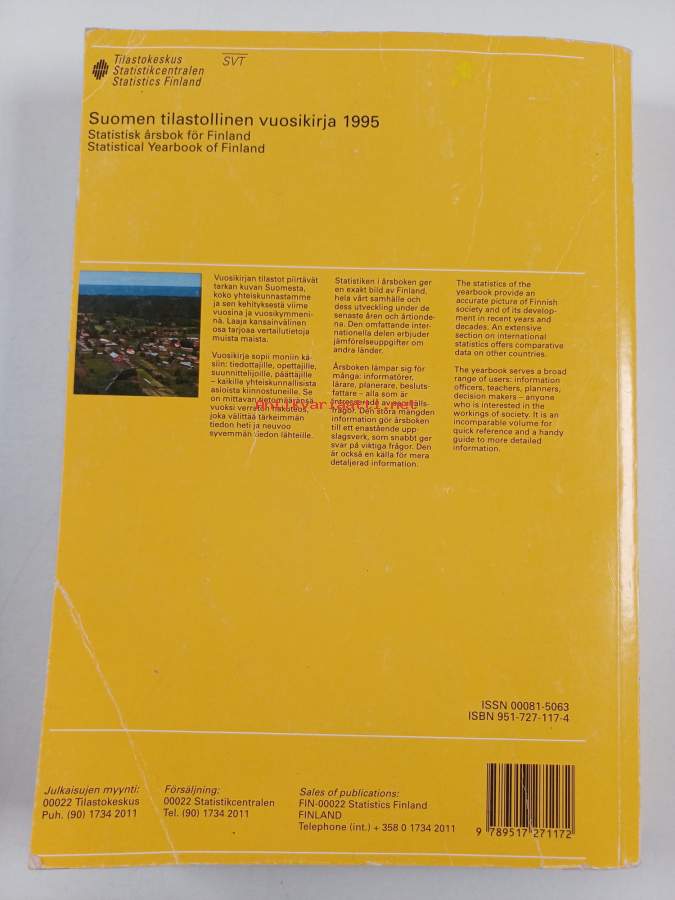 Tilastokeskus
Statistikcentralen
Statistics Finland
SVT
Suomen tilastollinen vuosikirja 1995
Statistisk årsbok för Finland
Statistical Yearbook of Finland
Vuosikirjan tilastot piirtävät
tarkan kuvan Suomesta,
koko yhteiskunnastamme
ja sen kehityksestä viime
vuosina ja vuosikymmeni-
nä. Laaja kansainvälinen
osa tarjoaa vertailutietoja
muista maista.
Vuosikirja sopii moniin kä-
siin: tiedottajille, opettajille,
suunnittelijoille, päättäjille
– kaikille yhteiskunnallisista
asioista kiinnostuneille. Se
on mittavan tietomääränsä
vuoksi verraton hakuteos,
joka välittää tärkeimmän
tiedon heti ja neuvoo
syvemmän tiedon lähteille.
Statistiken i årsboken ger
en exakt bild av Finland,
hela vårt samhälle och
dess utveckling under de
senaste åren och årtionde-
na. Den omfattande inter-
nationella delen erbjuder
jämförelseuppgifter om
andra länder.
Årsboken lämpar sig för
många: informatörer,
lärare, planerare, besluts-
fattare – alla som är
intresserade av samhälls-
frågor. Den stora mängden
information gör årsboken
till ett enastående upp-
slagsverk, som snabbt ger
svar på viktiga frågor. Den
är också en källa för mera
detaljerad information.
The statistics of the
yearbook provide an
accurate picture of Finnish
society and of its develop-
ment in recent years and
decades. An extensive
section on international
statistics offers comparative
data on other countries.
The yearbook serves a broad
range of users: information
officers, teachers, planners,
decision makers – anyone
who is interested in the
workings of society. It is an
incomparable volume for
quick reference and a handy
guide to more detailed
information.
antikvariaatti.net
ISSN 00081-5063
ISBN 951-727-117-4
Julkaisujen myynti:
00022 Tilastokeskus
Puh. (90) 1734 2011
Försäljning:
00022 Statistikcentralen
Tel. (90) 1734 2011
Sales of publications:
FIN-00022 Statistics Finland
FINLAND
Telephone (int.) + 358 0 1734 2011
9 789517 271172